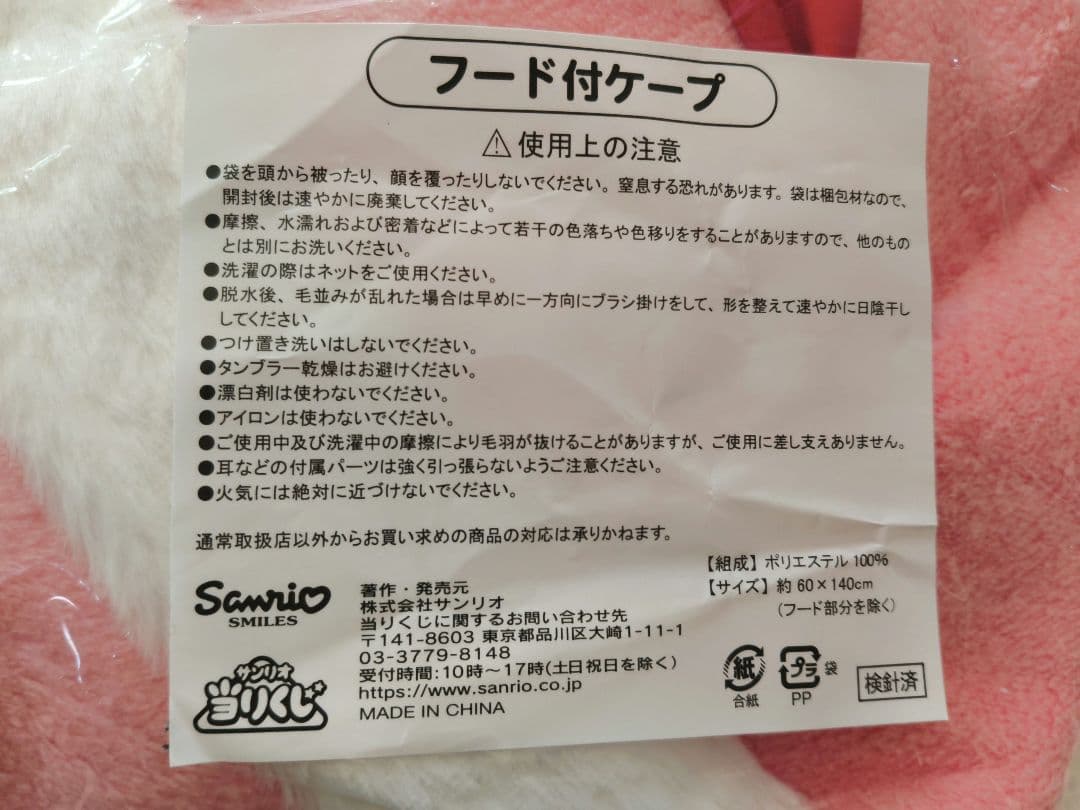 フード付ケープ
⚠使用上の注意
●袋を頭から被ったり、顔を覆ったりしないでください。窒息する恐れがあります。袋は梱包材なので、
開封後は速やかに廃棄してください。
●摩擦、水濡れおよび密着などによって若干の色落ちや色移りをすることがありますので、他のもの
とは別にお洗いください。
●洗濯の際はネットをご使用ください。
●脱水後、毛並みが乱れた場合は早めに一方向にブラシ掛けをして、形を整えて速やかに日陰干し
してください。
●つけ置き洗いはしないでください。
●タンブラー乾燥はお避けください。
●漂白剤は使わないでください。
●アイロンは使わないでください。
●ご使用中及び洗濯中の摩擦により毛羽が抜けることがありますが、ご使用に差し支えありません。
●耳などの付属パーツは強く引っ張らないようご注意ください。
●火気には絶対に近づけないでください。
通常取扱店以外からお買い求めの商品の対応は承りかねます。
【組成】ポリエステル100%
【サイズ】約60×140cm
(フード部分を除く)
Sanrio
SMILES
サンリオ
当りくじ
著作・発売元
株式会社サンリオ
当りくじに関するお問い合わせ先
〒141-8603 東京都品川区大崎1-11-1
03-3779-8148
受付時間:10時～17時(土日祝日を除く)
https://www.sanrio.co.jp
MADE IN CHINA
紙
台紙
プラ
袋
PP
検針済